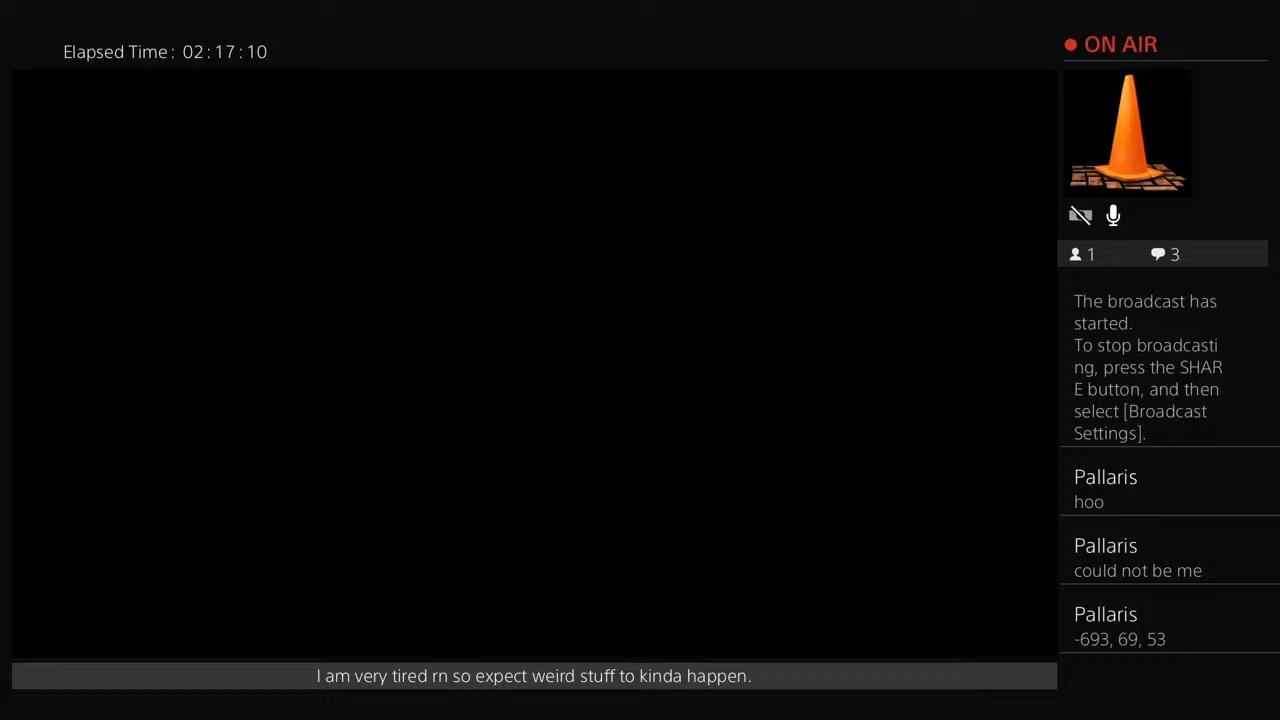 Elapsed Time: 02:17:10
ON AIR
1 3
The broadcast has
started.
To stop broadcasti
ng, press the SHAR
E button, and then
select [Broadcast
Settings].
Pallaris
hoo
Pallaris
could not be me
Pallaris
-693, 69, 53
I am very tired rn so expect weird stuff to kinda happen.